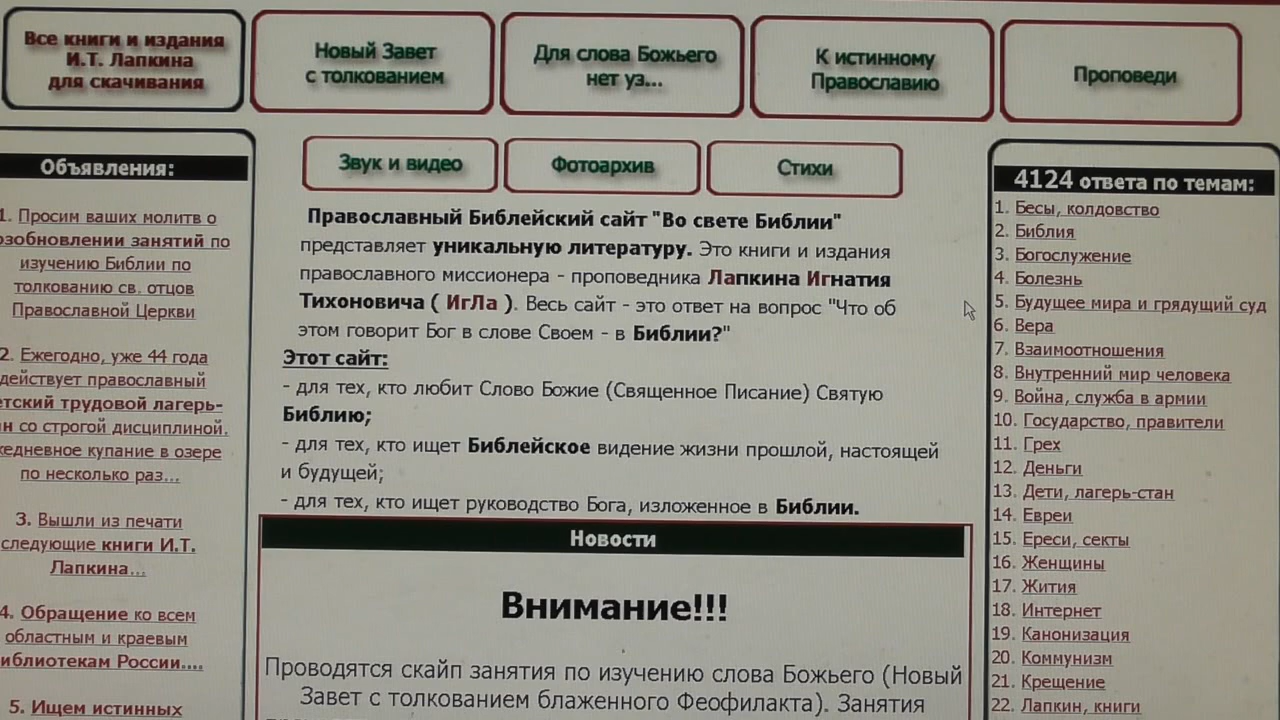 Все книги и издания
И.Т. Лапкина
для скачивания
Новый Завет
с толкованием
Для слова Божьего
нет уз...
К истинному
Православию
Проповеди
Звук и видео
Фотоархив
Стихи
Объявления:
1. Просим ваших молитв о
возобновлении занятий по
изучению Библии по
толкованию св. отцов
Православной Церкви
2. Ежегодно, уже 44 года
действует православный
детский трудовой лагерь-
стан со строгой дисциплиной.
Ежедневное купание в озере
по несколько раз...
3. Вышли из печати
следующие книги И.Т.
Лапкина...
4. Обращение ко всем
областным и краевым
библиотекам России....
5. Ищем истинных
Православный Библейский сайт "Во свете Библии"
представляет уникальную литературу. Это книги и издания
православного миссионера - проповедника Лапкина Игнатия
Тихоновича ( ИгЛа ). Весь сайт - это ответ на вопрос "Что об
этом говорит Бог в слове Своем - в Библии?"
Этот сайт:
- для тех, кто любит Слово Божие (Священное Писание) Святую
Библию;
- для тех, кто ищет Библейское видение жизни прошлой, настоящей
и будущей;
- для тех, кто ищет руководство Бога, изложенное в Библии.
Новости
Внимание!!!
Проводятся скайп занятия по изучению слова Божьего (Новый
Завет с толкованием блаженного Феофилакта). Занятия
4124 ответа по темам:
1. Бесы, колдовство
2. Библия
3. Богослужение
4. Болезнь
5. Будущее мира и грядущий суд
6. Вера
7. Взаимоотношения
8. Внутренний мир человека
9. Война, служба в армии
10. Государство, правители
11. Грех
12. Деньги
13. Дети, лагерь-стан
14. Евреи
15. Ереси, секты
16. Женщины
17. Жития
18. Интернет
19. Канонизация
20. Коммунизм
21. Крещение
22. Лапкин, книги